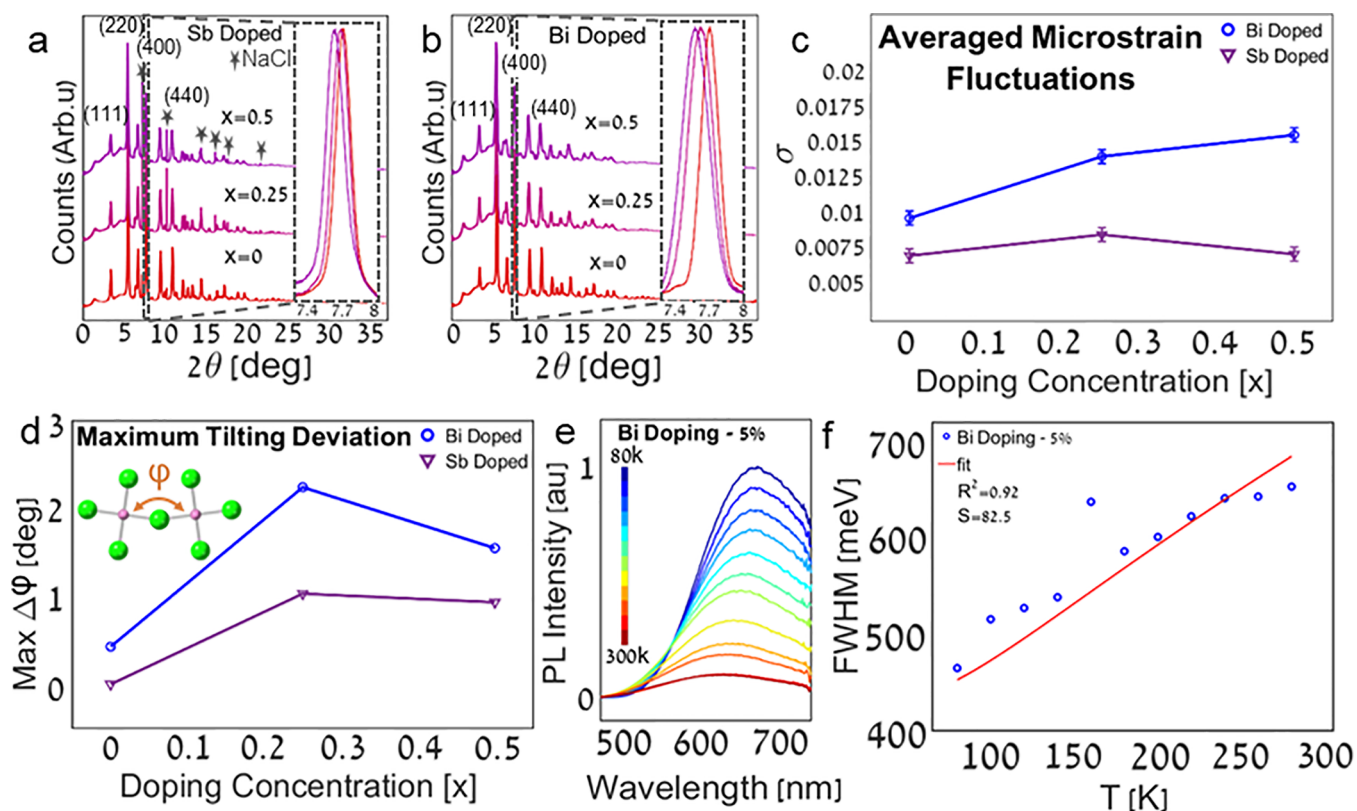 a
(220)
Sb Doped
(400)
NaCl
(111)
(440)
x=0.5
x=0.25
x=0
7.4 7.7 8
Counts (Arb.u)
0 5 10 15 20 25 30 35
2θ [deg]
b
(220)
Bi Doped
(400)
(111)
(440)
x=0.5
x=0.25
x=0
7.4 7.7 8
Counts (Arb.u)
0 5 10 15 20 25 30 35
2θ [deg]
c
Averaged Microstrain
Fluctuations
Bi Doped
Sb Doped
0.02
0.0175
0.015
0.0125
0.01
0.0075
0.005
σ
0 0.1 0.2 0.3 0.4 0.5
Doping Concentration [x]
d
Maximum Tilting Deviation
Bi Doped
Sb Doped
φ
3
2
1
0
Max Δφ [deg]
0 0.1 0.2 0.3 0.4 0.5
Doping Concentration [x]
e
Bi Doping - 5%
80k
300k
1
0
PL Intensity [au]
500 600 700
Wavelength [nm]
f
Bi Doping - 5%
fit
R²=0.92
S=82.5
700
600
500
400
FWHM [meV]
100 150 200 250 300
T [K]